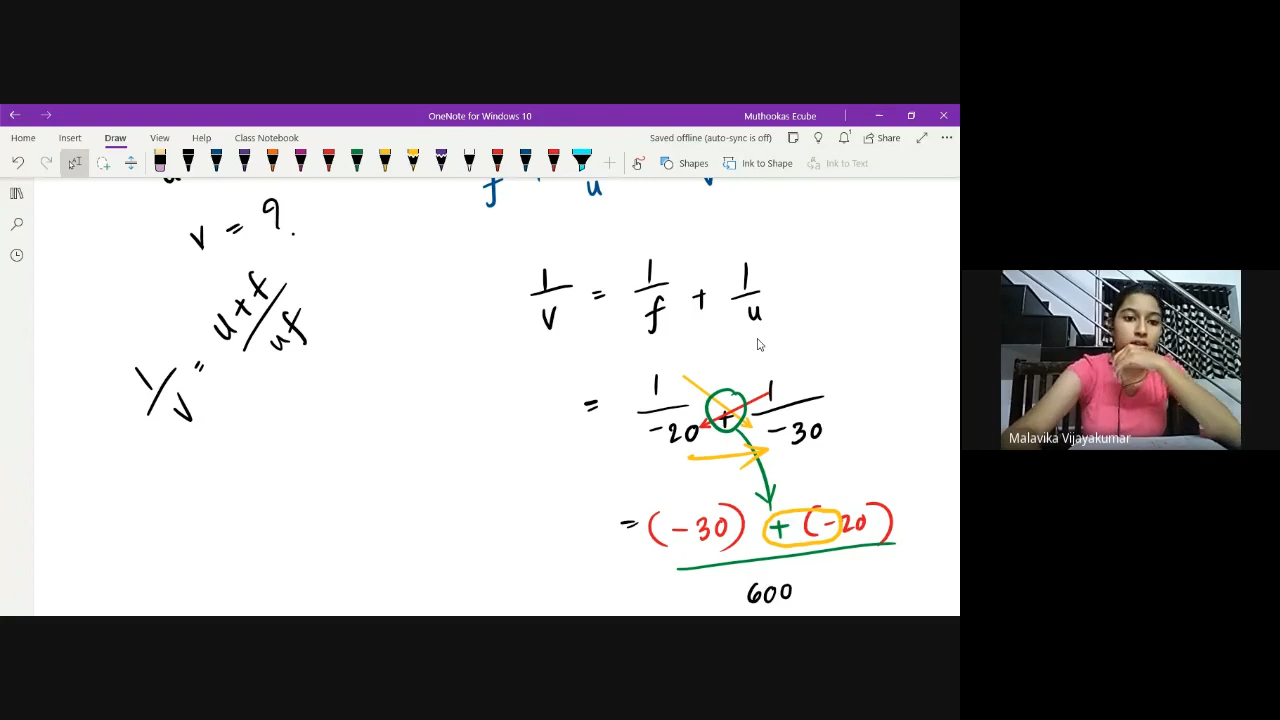 OneNote for Windows 10
Muthookas Ecube
Home Insert Draw View Help Class Notebook
Saved offline (auto-sync is off)
Share
Shapes
Ink to Shape
Ink to Text
u
f + u v
v = ?
1/v = u+f/uf
1/v = 1/f + 1/u
= 1/-20 + 1/-30
= (-30) + (-20)
600
Malavika Vijayakumar